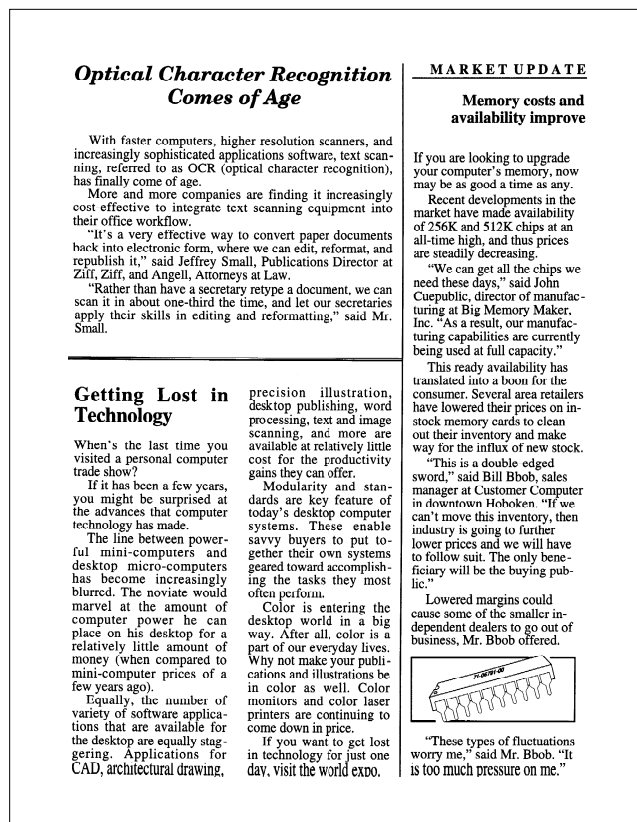 Optical Character Recognition
Comes of Age
With faster computers, higher resolution scanners, and
increasingly sophisticated applications software, text scan-
ning, referred to as OCR (optical character recognition),
has finally come of age.
More and more companies are finding it increasingly
cost effective to integrate text scanning equipment into
their office workflow.
"It's a very effective way to convert paper documents
back into electronic form, where we can edit, reformat, and
republish it," said Jeffrey Small, Publications Director at
Ziff, Ziff, and Angell, Attorneys at Law.
"Rather than have a secretary retype a document, we can
scan it in about one-third the time, and let our secretaries
apply their skills in editing and reformatting," said Mr.
Small.
Getting Lost in
Technology
When's the last time you
visited a personal computer
trade show?
If it has been a few years,
you might be surprised at
the advances that computer
technology has made.
The line between power-
ful mini-computers and
desktop micro-computers
has become increasingly
blurred. The noviate would
marvel at the amount of
computer power he can
place on his desktop for a
relatively little amount of
money (when compared to
mini-computer prices of a
few years ago).
Equally, the number of
variety of software applica-
tions that are available for
the desktop are equally stag-
gering. Applications for
CAD, architectural drawing,
precision illustration,
desktop publishing, word
processing, text and image
scanning, and more are
available at relatively little
cost for the productivity
gains they can offer.
Modularity and stan-
dards are key feature of
today's desktop computer
systems. These enable
savvy buyers to put to-
gether their own systems
geared toward accomplish-
ing the tasks they most
often perform.
Color is entering the
desktop world in a big
way. After all, color is a
part of our everyday lives.
Why not make your publi-
cations and illustrations be
in color as well. Color
monitors and color laser
printers are continuing to
come down in price.
If you want to get lost
in technology for just one
day, visit the world expo.
MARKET UPDATE
Memory costs and
availability improve
If you are looking to upgrade
your computer's memory, now
may be as good a time as any.
Recent developments in the
market have made availability
of 256K and 512K chips at an
all-time high, and thus prices
are steadily decreasing.
"We can get all the chips we
need these days," said John
Cuepublic, director of manufac-
turing at Big Memory Maker,
Inc. "As a result, our manufac-
turing capabilities are currently
being used at full capacity."
This ready availability has
translated into a boon for the
consumer. Several area retailers
have lowered their prices on in-
stock memory cards to clean
out their inventory and make
way for the influx of new stock.
"This is a double edged
sword," said Bill Bbob, sales
manager at Customer Computer
in downtown Hoboken. "If we
can't move this inventory, then
industry is going to further
lower prices and we will have
to follow suit. The only bene-
ficiary will be the buying pub-
lic."
Lowered margins could
cause some of the smaller in-
dependent dealers to go out of
business, Mr. Bbob offered.
71-06791-00
"These types of fluctuations
worry me," said Mr. Bbob. "It
is too much pressure on me."